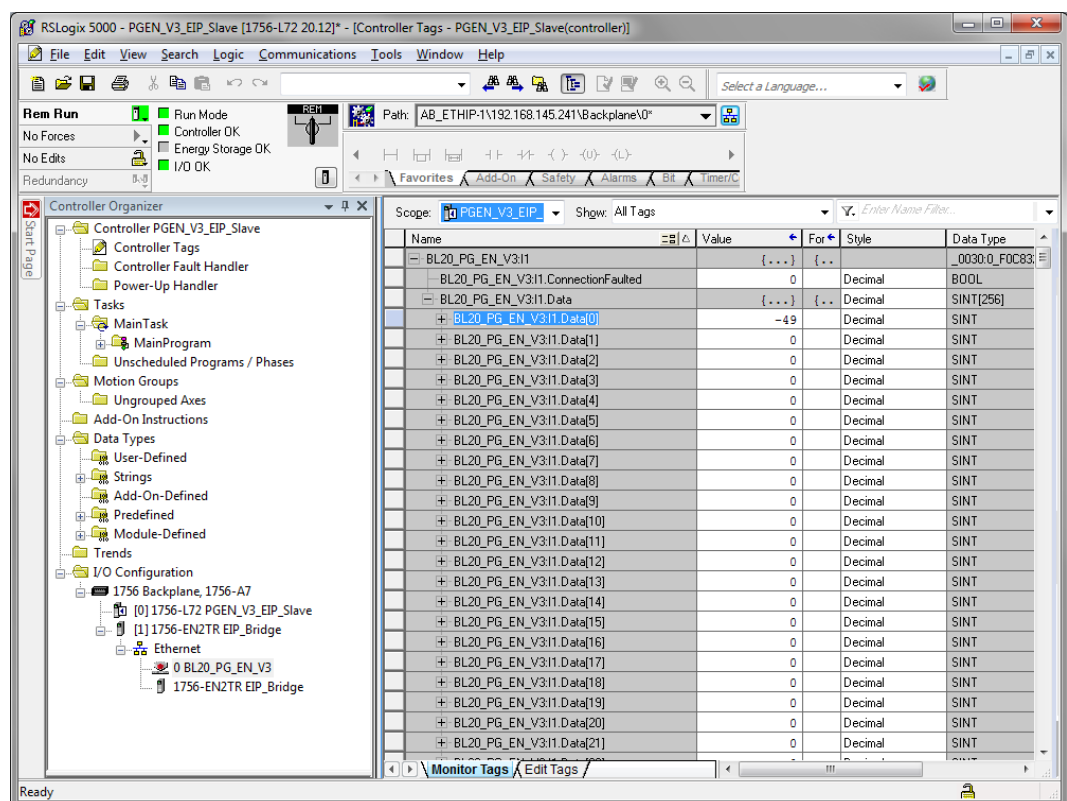 RSLogix 5000 - PGEN_V3_EIP_Slave [1756-L72 20.12]* - [Controller Tags - PGEN_V3_EIP_Slave(controller)]
File Edit View Search Logic Communications Tools Window Help
Select a Language...
Rem Run
No Forces
No Edits
Redundancy
Run Mode
Controller OK
Energy Storage OK
I/O OK
REM
Path: AB_ETHIP-1\192.168.145.241\Backplane\0*
Favorites Add-On Safety Alarms Bit Timer/C
Start Page
Controller Organizer
Controller PGEN_V3_EIP_Slave
Controller Tags
Controller Fault Handler
Power-Up Handler
Tasks
MainTask
MainProgram
Unscheduled Programs / Phases
Motion Groups
Ungrouped Axes
Add-On Instructions
Data Types
User-Defined
Strings
Add-On-Defined
Predefined
Module-Defined
Trends
I/O Configuration
1756 Backplane, 1756-A7
[0] 1756-L72 PGEN_V3_EIP_Slave
[1] 1756-EN2TR EIP_Bridge
Ethernet
0 BL20_PG_EN_V3
1756-EN2TR EIP_Bridge
Scope: PGEN_V3_EIP_ Show: All Tags Enter Name Filter...
Name Value For Style Data Type
BL20_PG_EN_V3:I1 {...} {.. _0030:0_F0C83
BL20_PG_EN_V3:I1.ConnectionFaulted 0 Decimal BOOL
BL20_PG_EN_V3:I1.Data {...} {.. Decimal SINT[256]
BL20_PG_EN_V3:I1.Data[0] -49 Decimal SINT
BL20_PG_EN_V3:I1.Data[1] 0 Decimal SINT
BL20_PG_EN_V3:I1.Data[2] 0 Decimal SINT
BL20_PG_EN_V3:I1.Data[3] 0 Decimal SINT
BL20_PG_EN_V3:I1.Data[4] 0 Decimal SINT
BL20_PG_EN_V3:I1.Data[5] 0 Decimal SINT
BL20_PG_EN_V3:I1.Data[6] 0 Decimal SINT
BL20_PG_EN_V3:I1.Data[7] 0 Decimal SINT
BL20_PG_EN_V3:I1.Data[8] 0 Decimal SINT
BL20_PG_EN_V3:I1.Data[9] 0 Decimal SINT
BL20_PG_EN_V3:I1.Data[10] 0 Decimal SINT
BL20_PG_EN_V3:I1.Data[11] 0 Decimal SINT
BL20_PG_EN_V3:I1.Data[12] 0 Decimal SINT
BL20_PG_EN_V3:I1.Data[13] 0 Decimal SINT
BL20_PG_EN_V3:I1.Data[14] 0 Decimal SINT
BL20_PG_EN_V3:I1.Data[15] 0 Decimal SINT
BL20_PG_EN_V3:I1.Data[16] 0 Decimal SINT
BL20_PG_EN_V3:I1.Data[17] 0 Decimal SINT
BL20_PG_EN_V3:I1.Data[18] 0 Decimal SINT
BL20_PG_EN_V3:I1.Data[19] 0 Decimal SINT
BL20_PG_EN_V3:I1.Data[20] 0 Decimal SINT
BL20_PG_EN_V3:I1.Data[21] 0 Decimal SINT
Monitor Tags Edit Tags
Ready